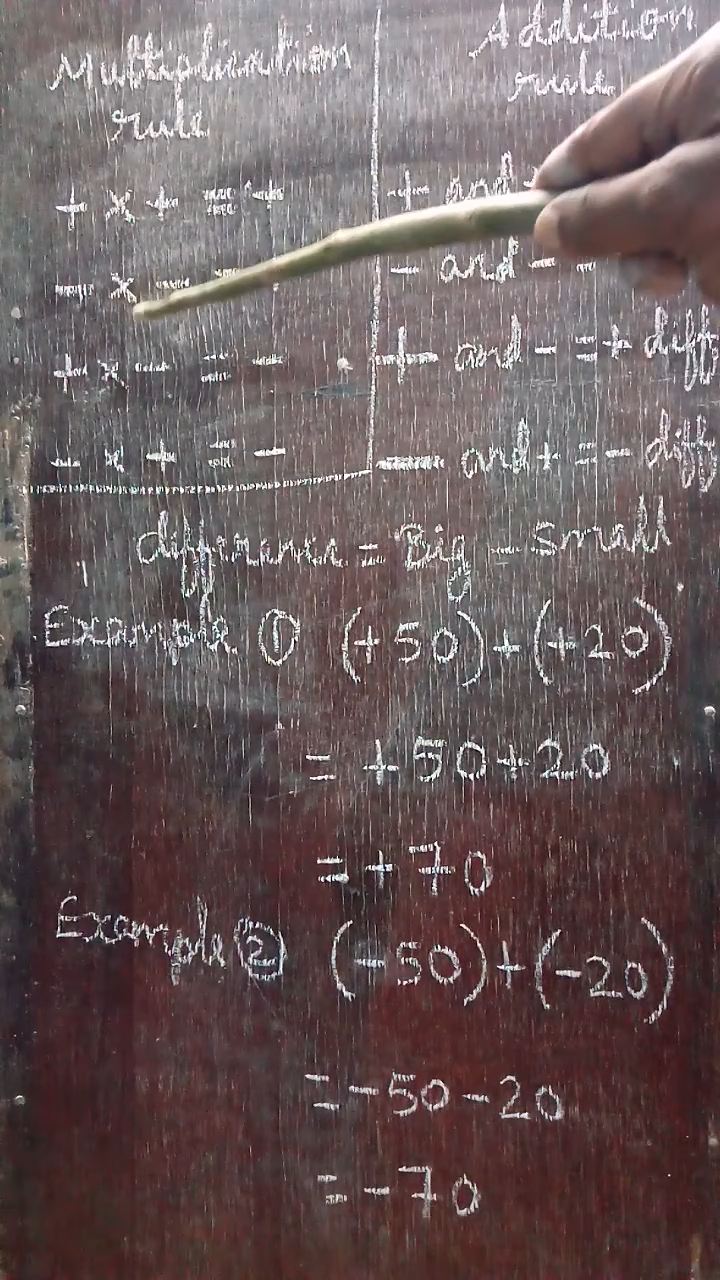 Multiplication rule
+ x + = +
- x -
+ x - = -
- x + = -
Addition rule
+ and
- and - =
+ and - = + diff
- and + = - diff
difference = Big - small
Example ① (+50)+(+20)
= +50+20
= +70
Example ② (-50)+(-20)
= -50-20
= -70